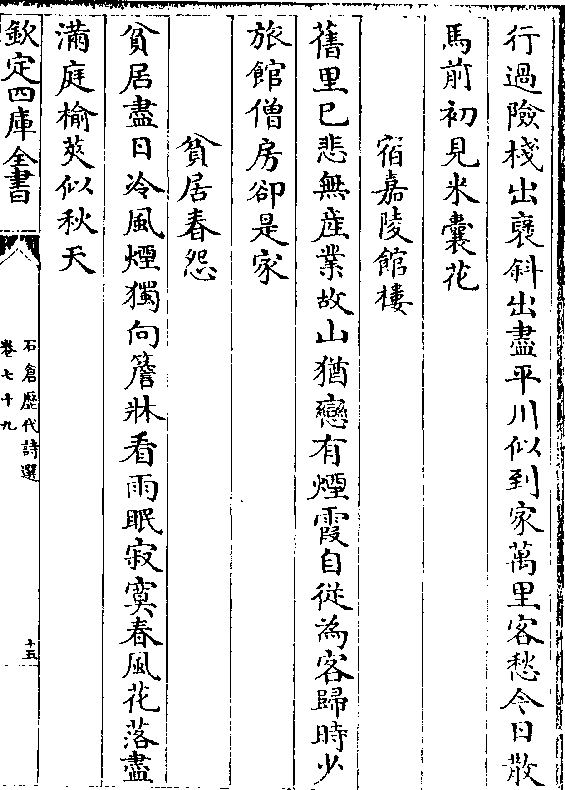 行過險棧出襃斜出盡平川似到家萬里客愁今日散
馬前初見米囊花
宿嘉陵館樓
舊里已悲無産業故山猶戀有煙霞自從為客歸時少
旅館僧房卻是家
貧居春怨
貧居盡日冷風煙獨向簷牀看雨眠寂寞春風花落盡
滿庭榆莢似秋天
欽定四庫全書
石倉歷代詩選
卷七十九
十五